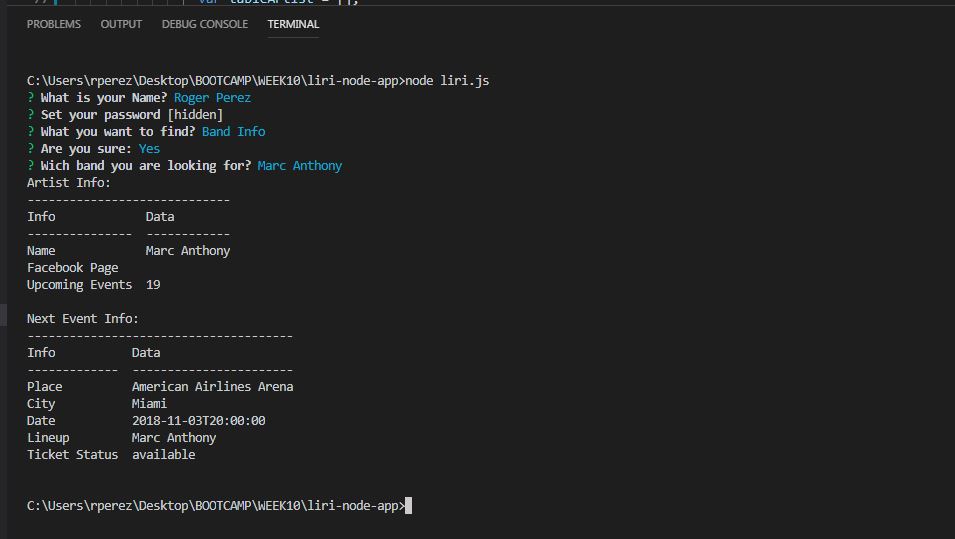 // var tableArtist = [];
PROBLEMS OUTPUT DEBUG CONSOLE TERMINAL
C:\Users\rperez\Desktop\BOOTCAMP\WEEK10\liri-node-app>node liri.js
? What is your Name? Roger Perez
? Set your password [hidden]
? What you want to find? Band Info
? Are you sure: Yes
? Wich band you are looking for? Marc Anthony
Artist Info:
-----------------------------
Info Data
--------------- ------------
Name Marc Anthony
Facebook Page
Upcoming Events 19
Next Event Info:
--------------------------------------
Info Data
------------- -----------------------
Place American Airlines Arena
City Miami
Date 2018-11-03T20:00:00
Lineup Marc Anthony
Ticket Status available
C:\Users\rperez\Desktop\BOOTCAMP\WEEK10\liri-node-app>